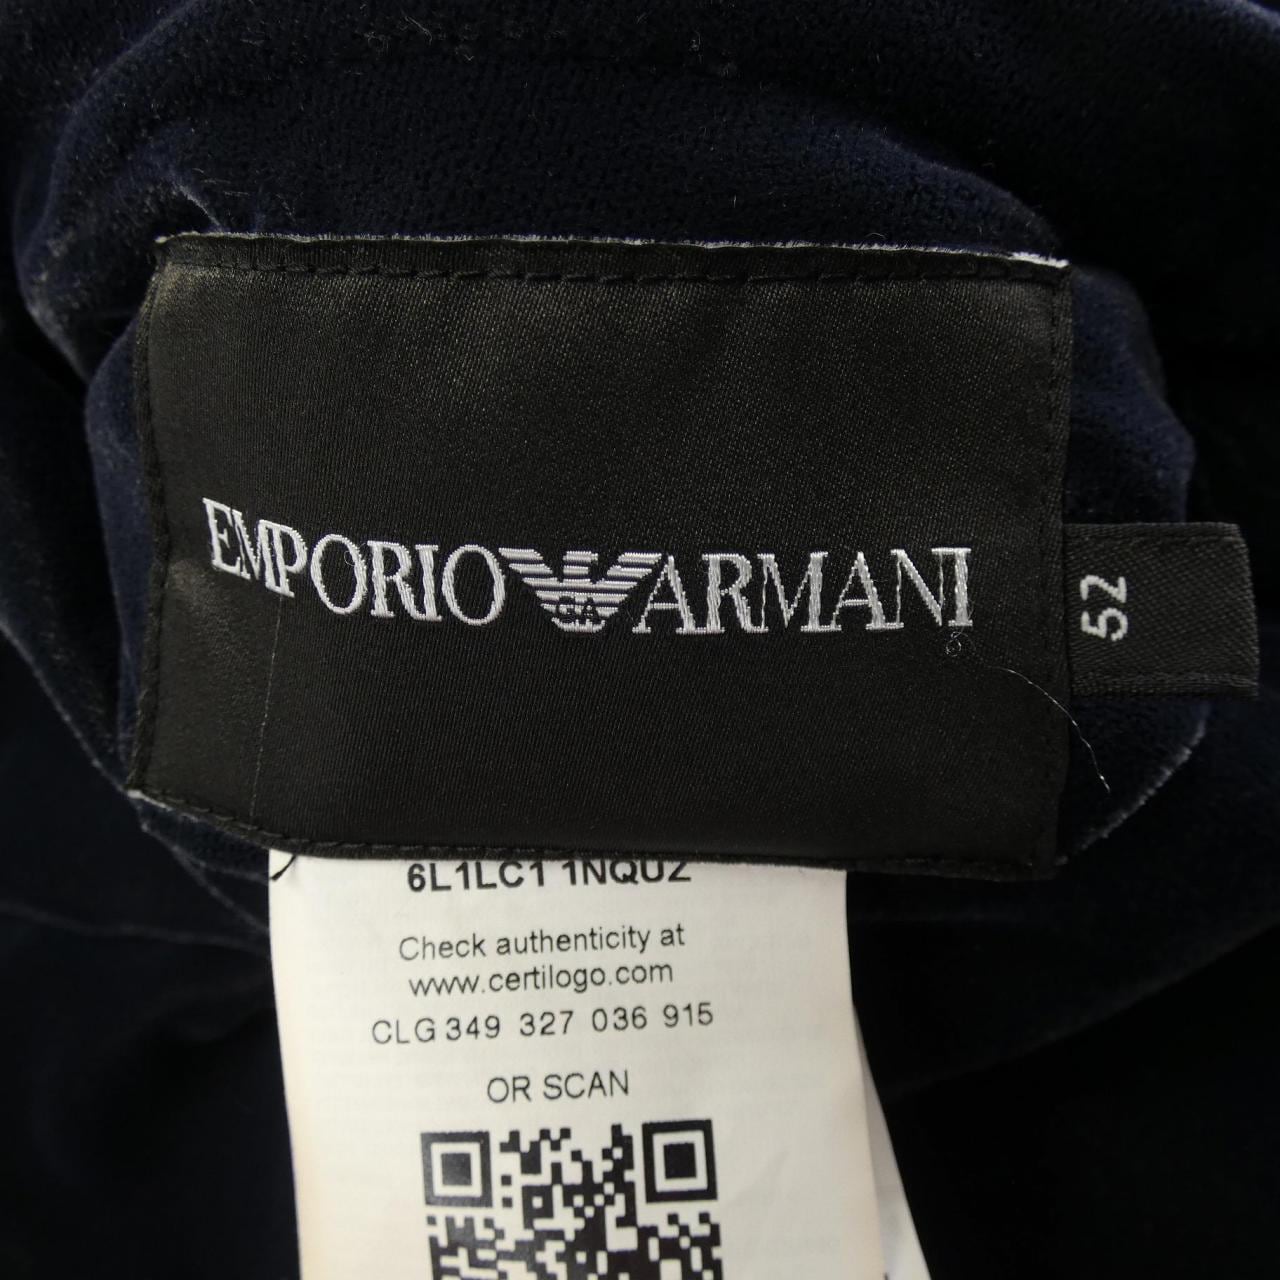 EMPORIO GA ARMANI
52
6L1LC1 1NQUZ
Check authenticity at
www.certilogo.com
CLG 349 327 036 915
OR SCAN